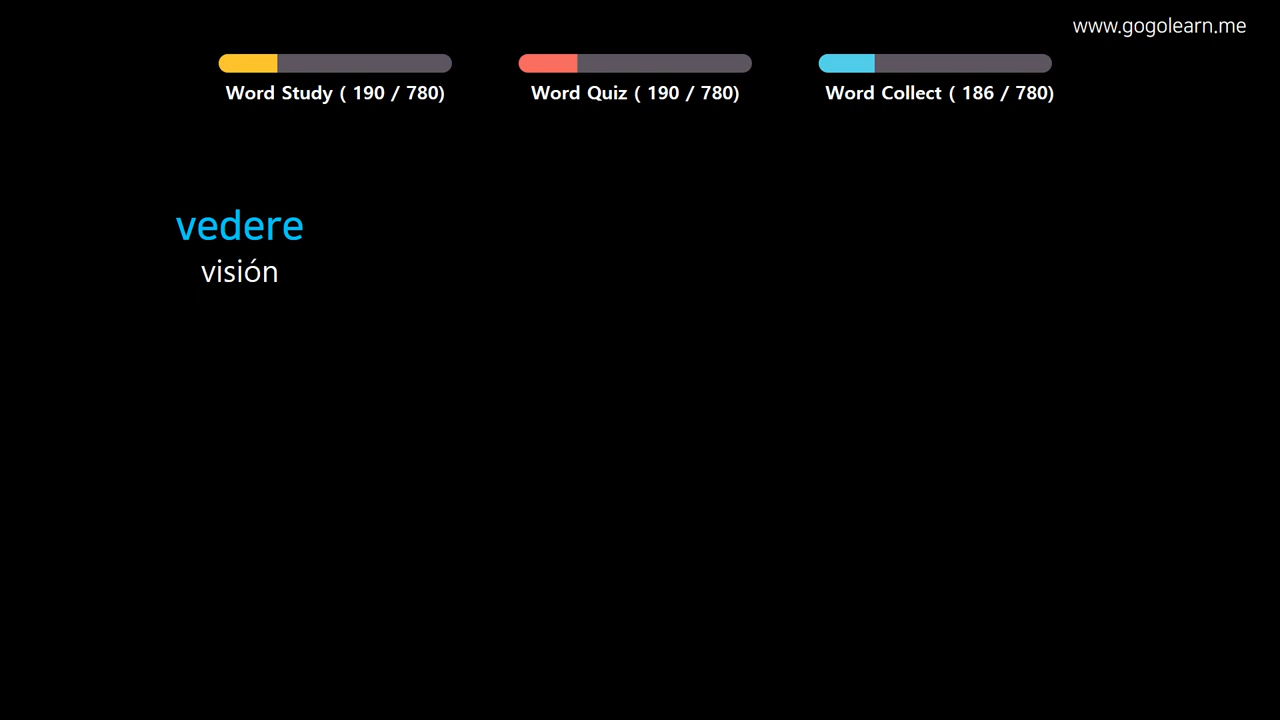 www.gogolearn.me
Word Study ( 190 / 780)
Word Quiz ( 190 / 780)
Word Collect ( 186 / 780)
vedere
visión